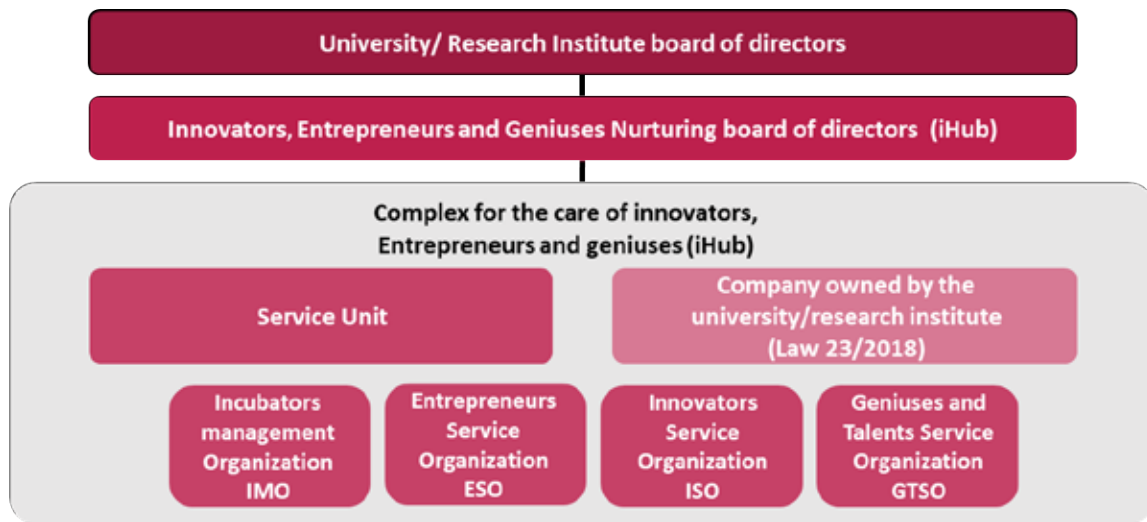 University/ Research Institute board of directors
Innovators, Entrepreneurs and Geniuses Nurturing board of directors (iHub)
Complex for the care of innovators,
Entrepreneurs and geniuses (iHub)
Service Unit
Company owned by the
university/research institute
(Law 23/2018)
Incubators
management
Organization
IMO
Entrepreneurs
Service
Organization
ESO
Innovators
Service
Organization
ISO
Geniuses and
Talents Service
Organization
GTSO